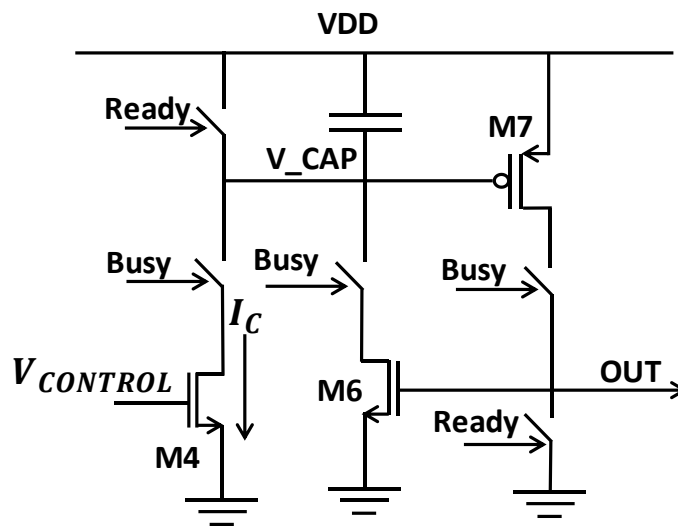 VDD
Ready
M7
V_CAP
Busy
Busy
Busy
I_C
V_CONTROL
M6
OUT
Ready
M4